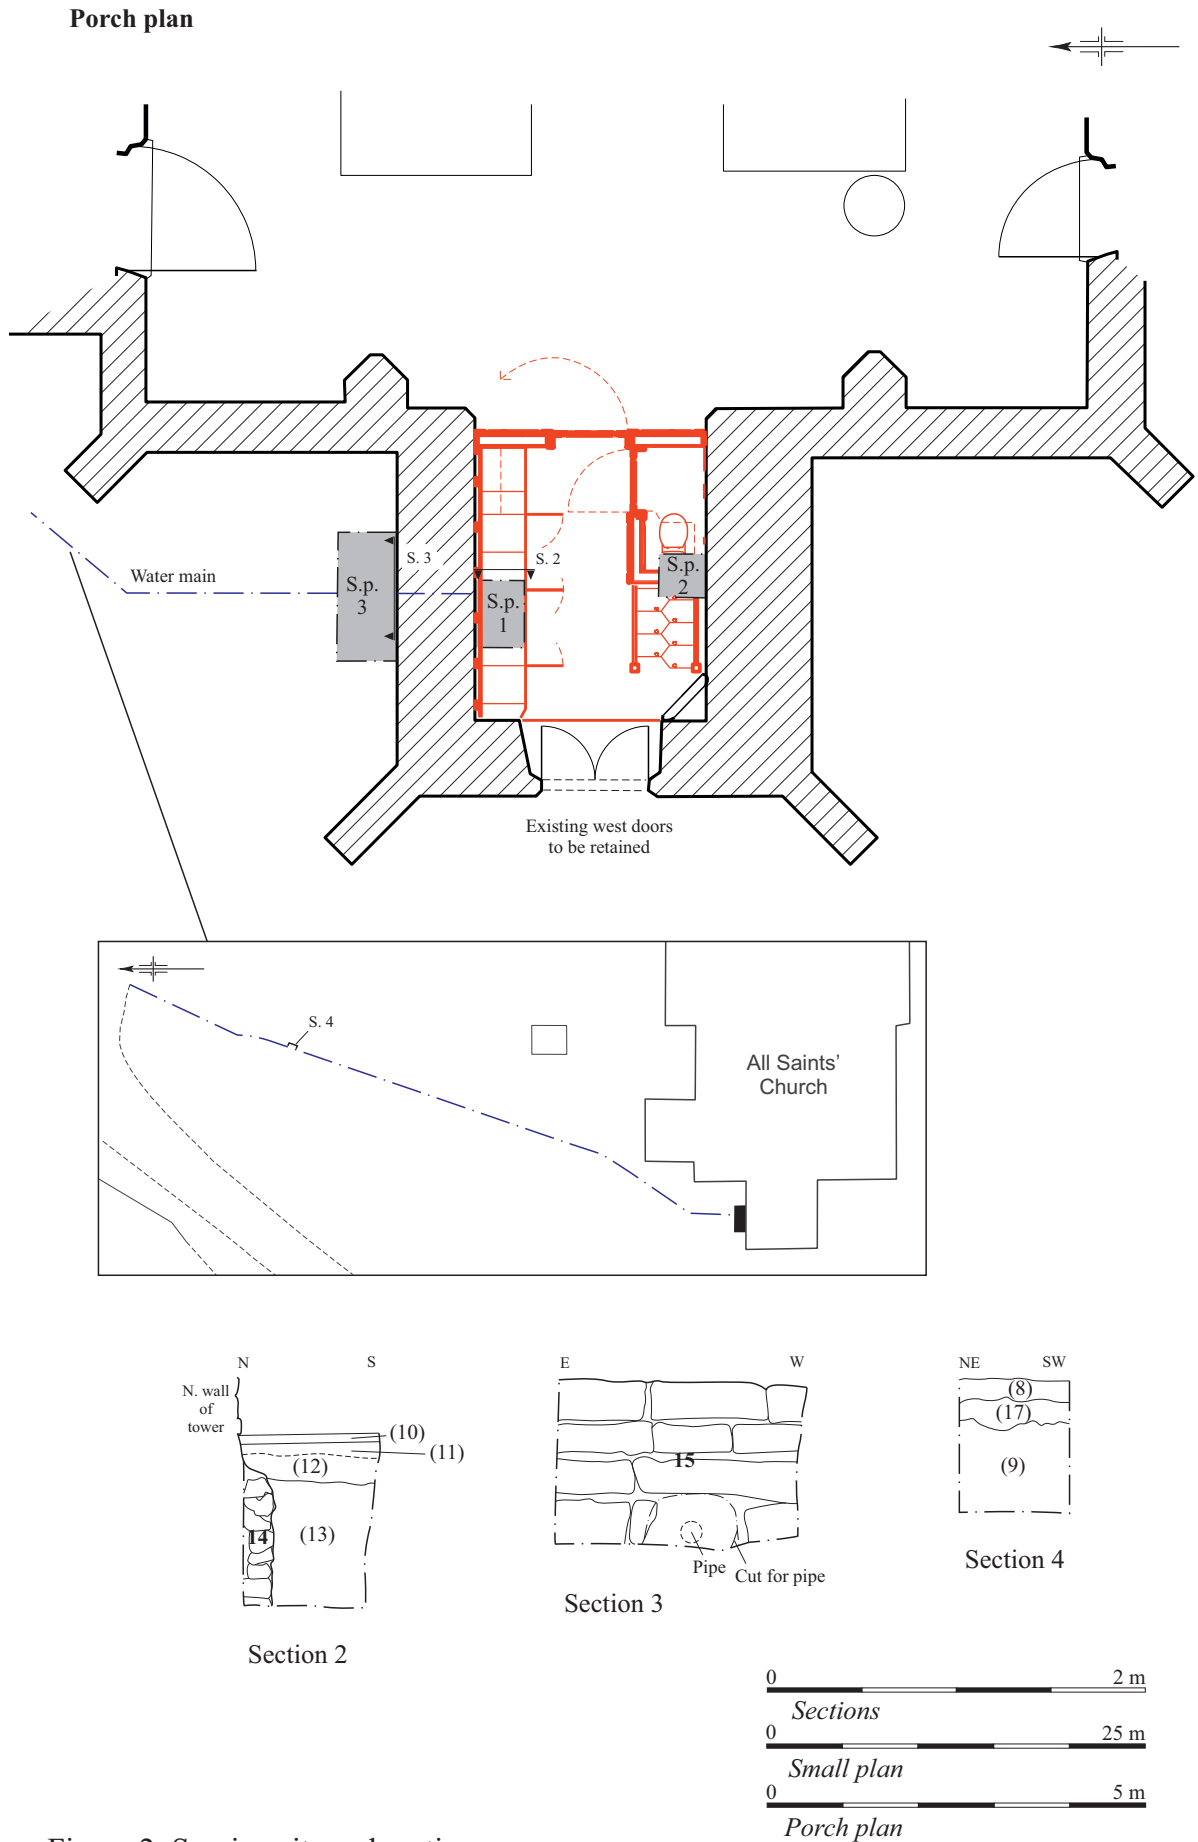 Porch plan
S. 3
S. 2
Water main
S.p.
3
S.p.
1
S.p.
2
Existing west doors
to be retained
S. 4
All Saints’
Church
N
S
N. wall
of
tower
(10)
(11)
(12)
(13)
14
Section 2
E
W
15
Pipe
Cut for pipe
Section 3
NE
SW
(8)
(17)
(9)
Section 4
0
2 m
Sections
0
25 m
Small plan
0
5 m
Porch plan